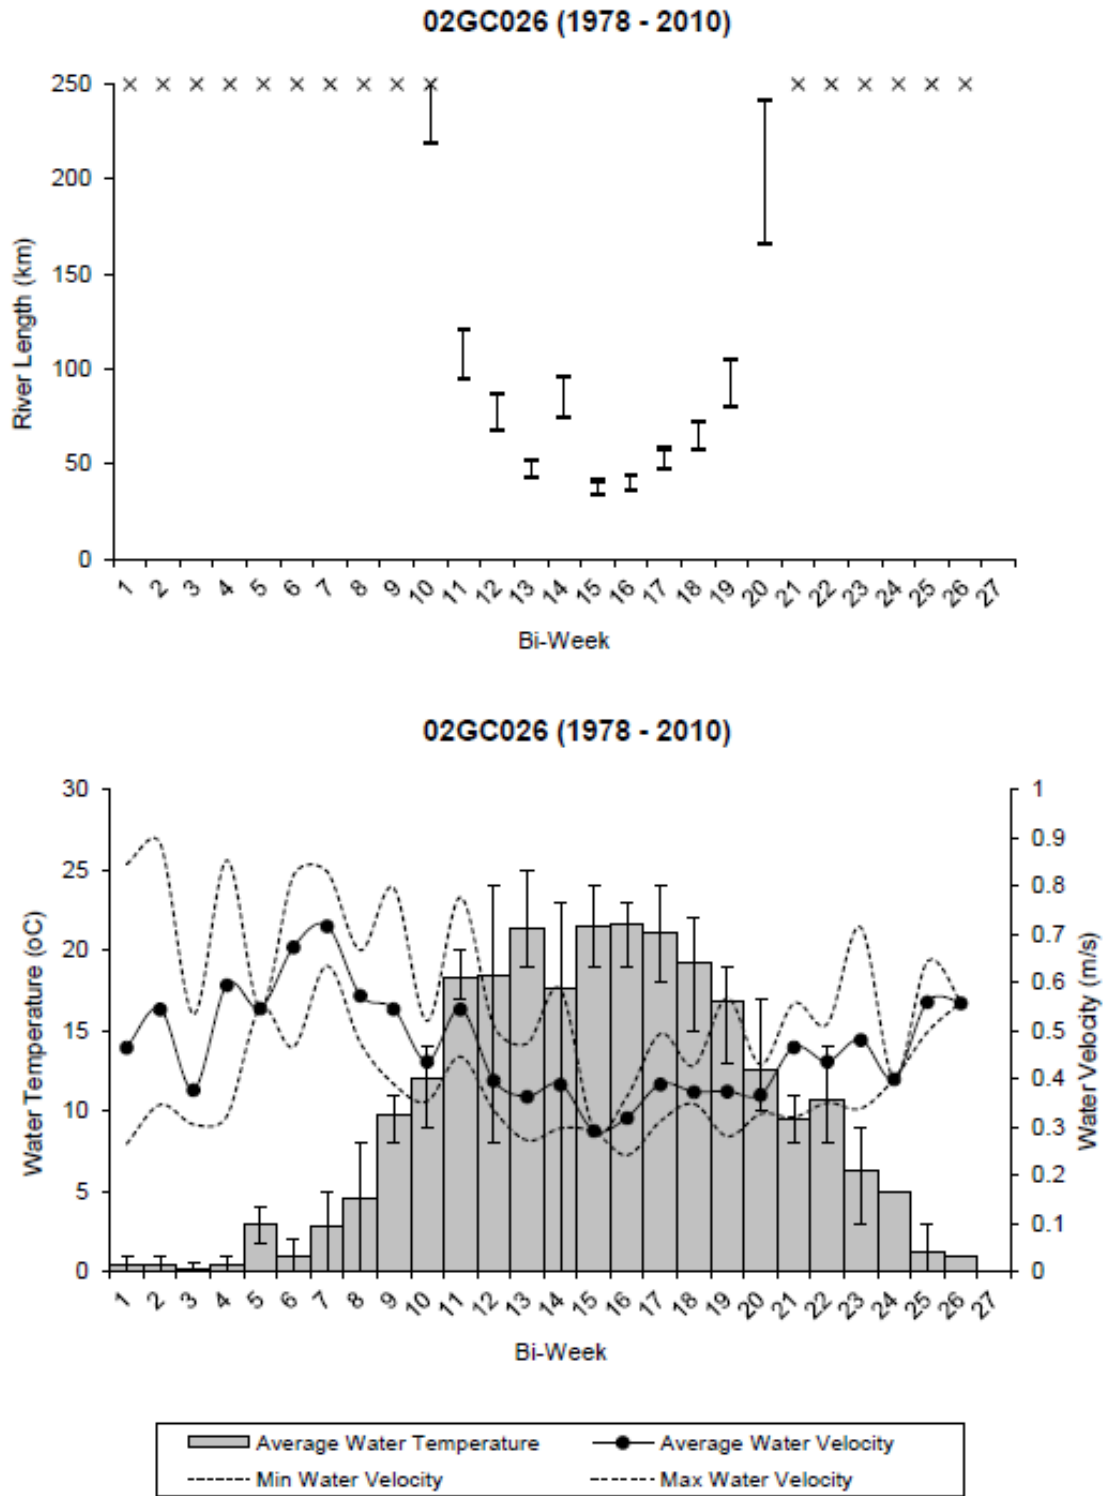 02GC026 (1978 - 2010)
River Length (km)
250
200
150
100
50
0
1 2 3 4 5 6 7 8 9 10 11 12 13 14 15 16 17 18 19 20 21 22 23 24 25 26 27
Bi-Week
02GC026 (1978 - 2010)
Water Temperature (oC)
30
25
20
15
10
5
0
1
0.9
0.8
0.7
0.6
0.5
0.4
0.3
0.2
0.1
0
Water Velocity (m/s)
1 2 3 4 5 6 7 8 9 10 11 12 13 14 15 16 17 18 19 20 21 22 23 24 25 26 27
Bi-Week
Average Water Temperature
Average Water Velocity
Min Water Velocity
Max Water Velocity